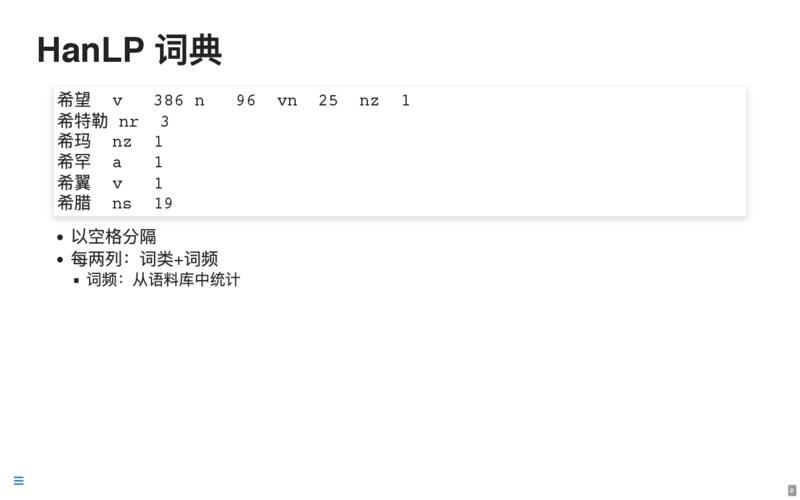 HanLP 词典
希望 v 386 n 96 vn 25 nz 1
希特勒 nr 3
希玛 nz 1
希罕 a 1
希翼 v 1
希腊 ns 19
• 以空格分隔
• 每两列：词类+词频
▪ 词频：从语料库中统计